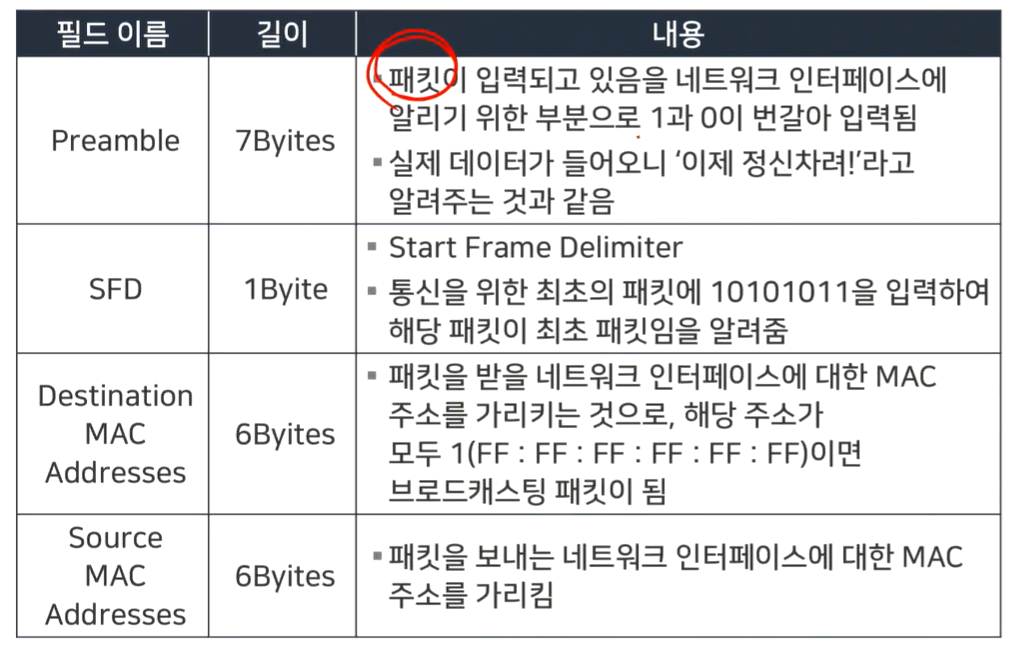 필드 이름 길이 내용
Preamble
7Byites
▪ 패킷이 입력되고 있음을 네트워크 인터페이스에
알리기 위한 부분으로 1과 0이 번갈아 입력됨
▪ 실제 데이터가 들어오니 ‘이제 정신차려!’라고
알려주는 것과 같음
SFD
1Byite
▪ Start Frame Delimiter
▪ 통신을 위한 최초의 패킷에 10101011을 입력하여
해당 패킷이 최초 패킷임을 알려줌
Destination
MAC
Addresses
6Byites
▪ 패킷을 받을 네트워크 인터페이스에 대한 MAC
주소를 가리키는 것으로, 해당 주소가
모두 1(FF : FF : FF : FF : FF : FF)이면
브로드캐스팅 패킷이 됨
Source
MAC
Addresses
6Byites
▪ 패킷을 보내는 네트워크 인터페이스에 대한 MAC
주소를 가리킴